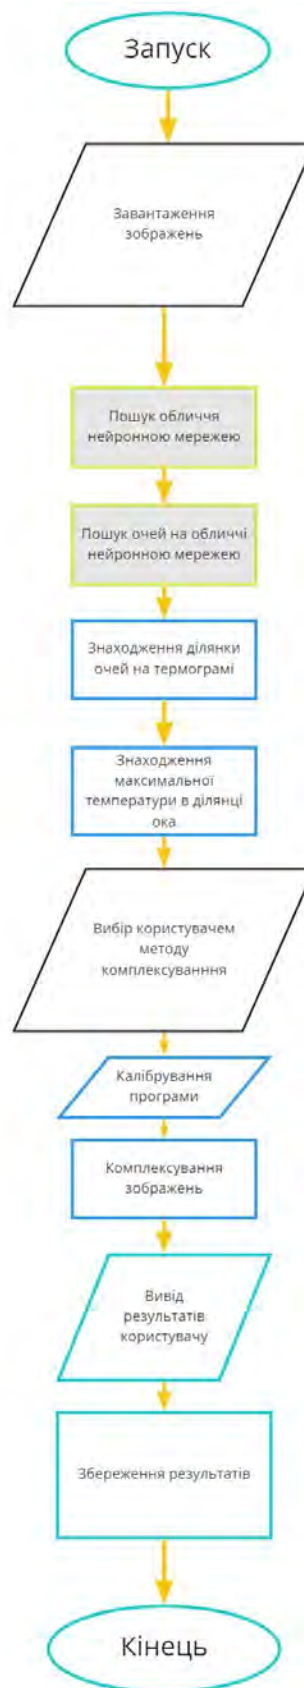 Запуск
Завантаження
зображень
Пошук обличчя
нейронною мережею
Пошук очей на обличчі
нейронною мережею
Знаходження ділянки
очей на термограмі
Знаходження
максимальної
температури в ділянці
ока
Вибір користувачем
методу
комплексуванння
Калібрування
програми
Комплексування
зображень
Вивід
результатів
користувачу
Збереження результатів
Кінець